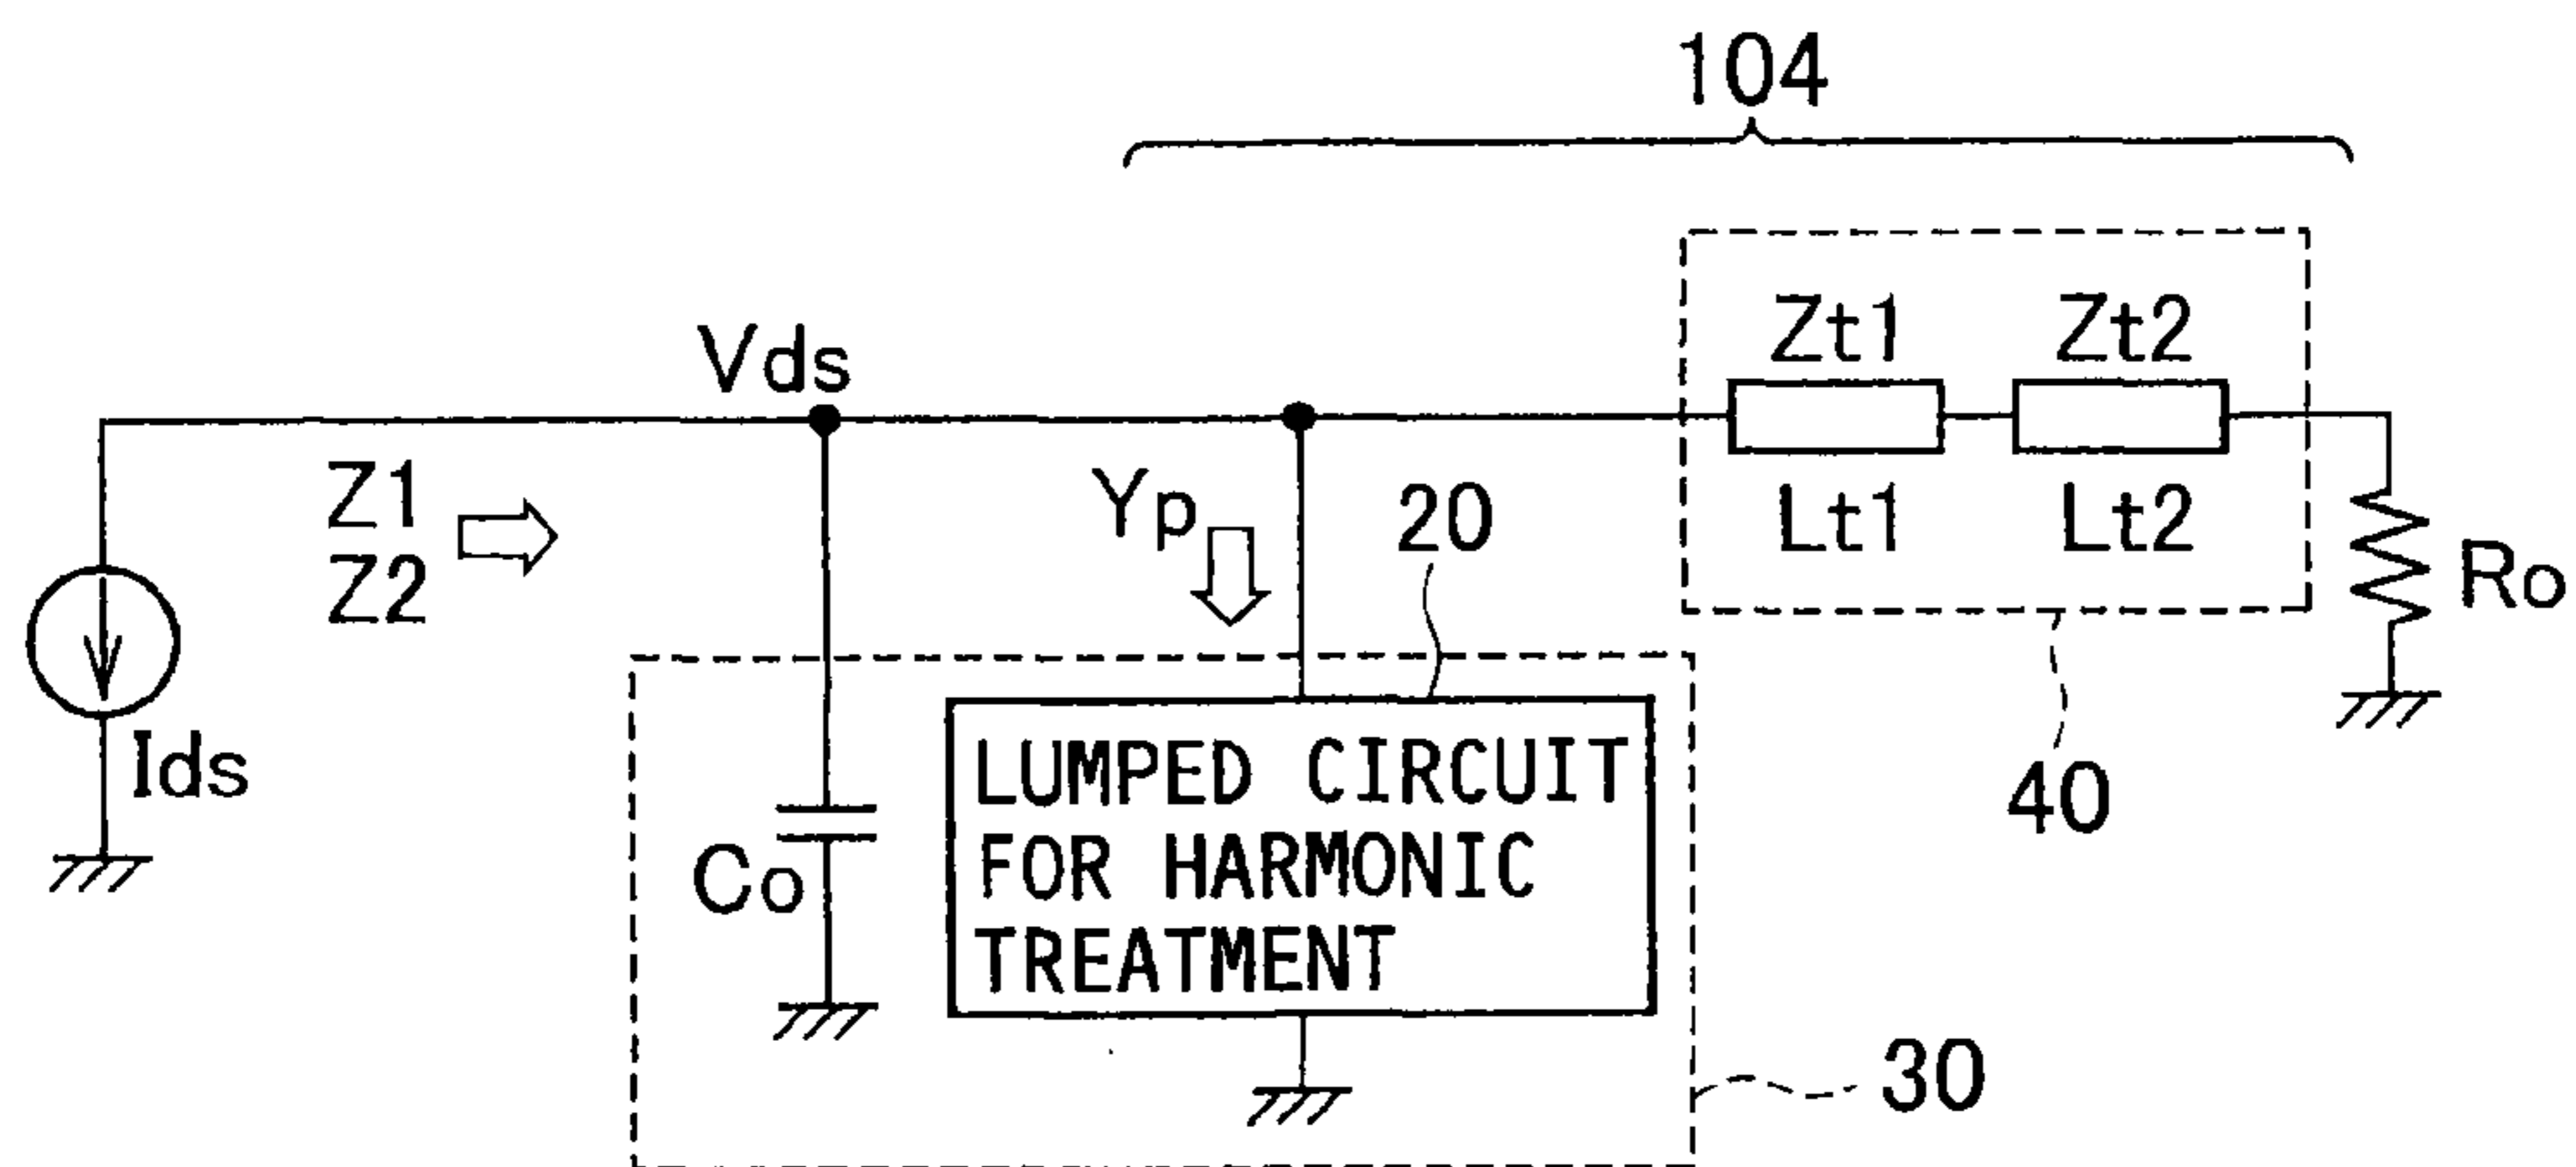 104
Zt1 Zt2
Vds
Z1
Z2
Yp
20
Lt1 Lt2
Ro
Ids
Co
LUMPED CIRCUIT
FOR HARMONIC
TREATMENT
40
30